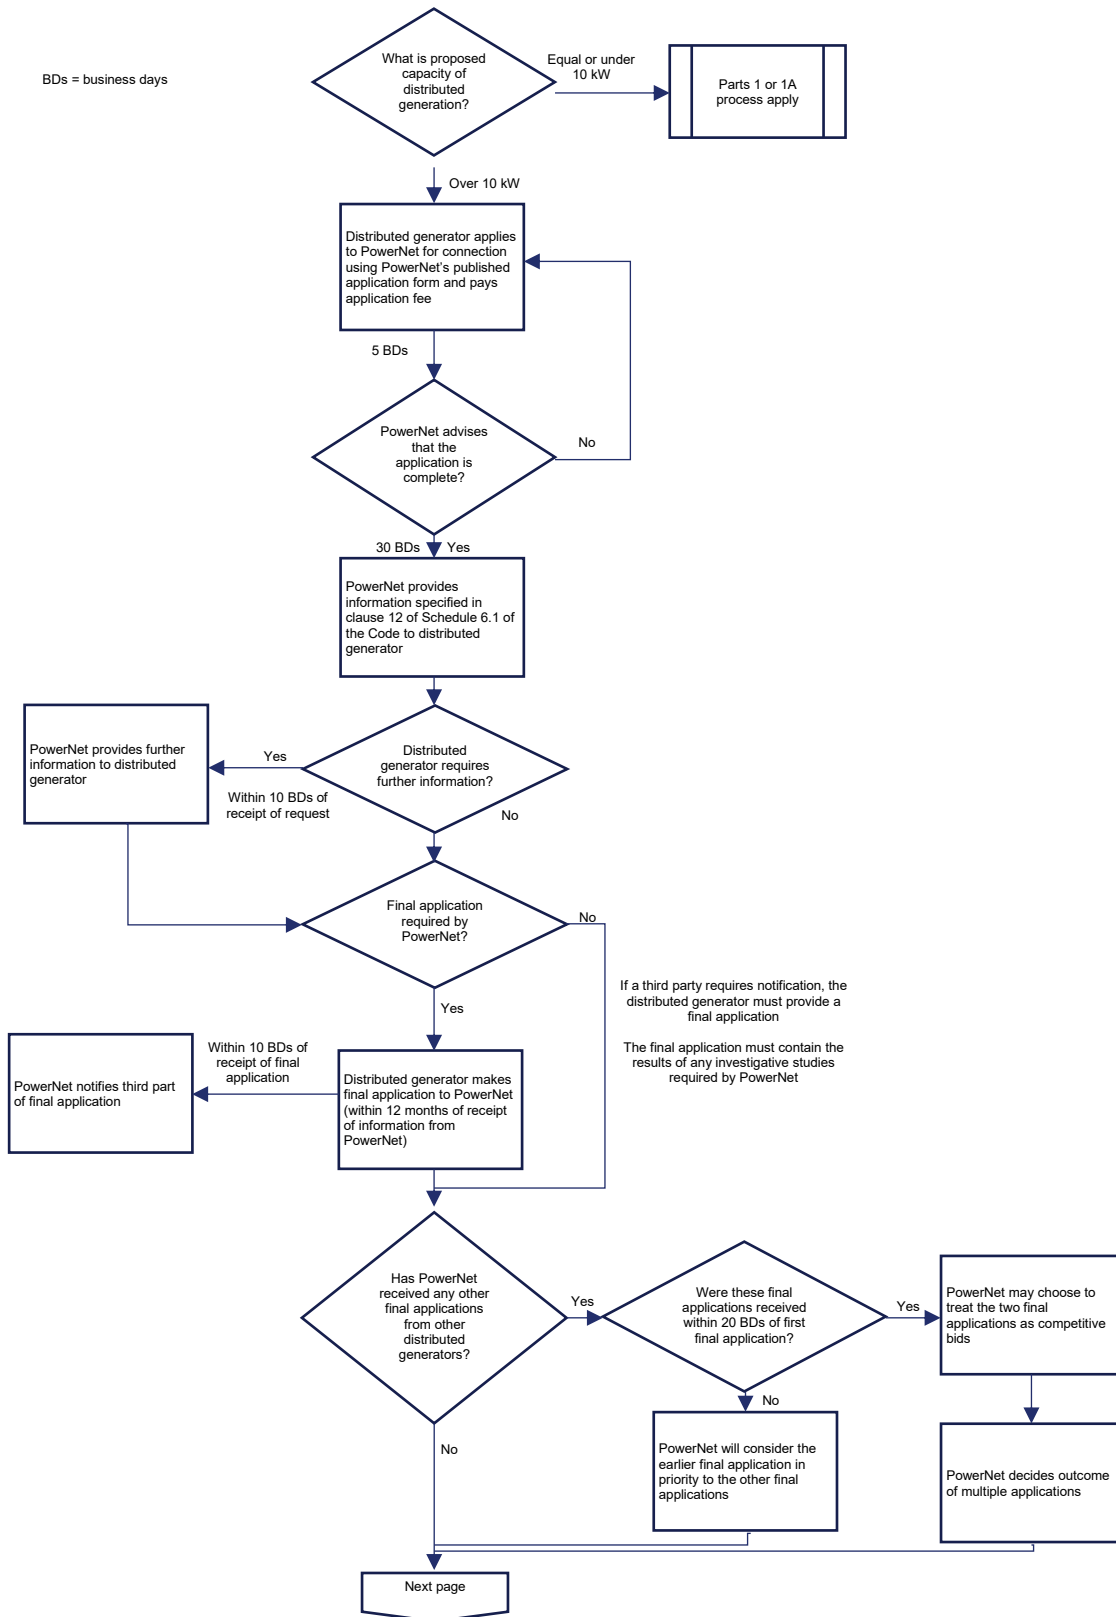 BDs = business days
What is proposed
capacity of
distributed
generation?
Equal or under
10 kW
Parts 1 or 1A
process apply
Over 10 kW
Distributed generator applies
to PowerNet for connection
using PowerNet's published
application form and pays
application fee
5 BDs
PowerNet advises
that the
application is
complete?
No
30 BDs
Yes
PowerNet provides
information specified in
clause 12 of Schedule 6.1 of
the Code to distributed
generator
Distributed
generator requires
further information?
Yes
Within 10 BDs of
receipt of request
PowerNet provides further
information to distributed
generator
No
Final application
required by
PowerNet?
No
Yes
If a third party requires notification, the
distributed generator must provide a
final application
The final application must contain the
results of any investigative studies
required by PowerNet
Distributed generator makes
final application to PowerNet
(within 12 months of receipt
of information from
PowerNet)
Within 10 BDs of
receipt of final
application
PowerNet notifies third part
of final application
Has PowerNet
received any other
final applications
from other
distributed
generators?
Yes
Were these final
applications received
within 20 BDs of first
final application?
Yes
PowerNet may choose to
treat the two final
applications as competitive
bids
No
No
PowerNet will consider the
earlier final application in
priority to the other final
applications
PowerNet decides outcome
of multiple applications
Next page